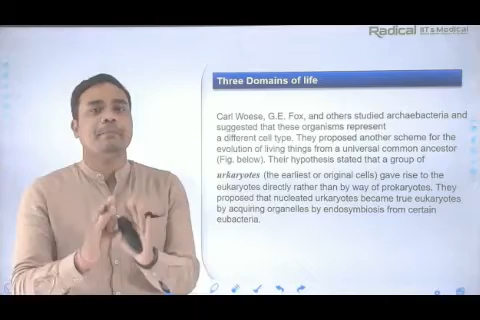 Radical IIT & Medical
Three Domains of life
Carl Woese, G.E. Fox, and others studied archaebacteria and
suggested that these organisms represent
a different cell type. They proposed another scheme for the
evolution of living things from a universal common ancestor
(Fig. below). Their hypothesis stated that a group of
urkaryotes (the earliest or original cells) gave rise to the
eukaryotes directly rather than by way of prokaryotes. They
proposed that nucleated urkaryotes became true eukaryotes
by acquiring organelles by endosymbiosis from certain
eubacteria.